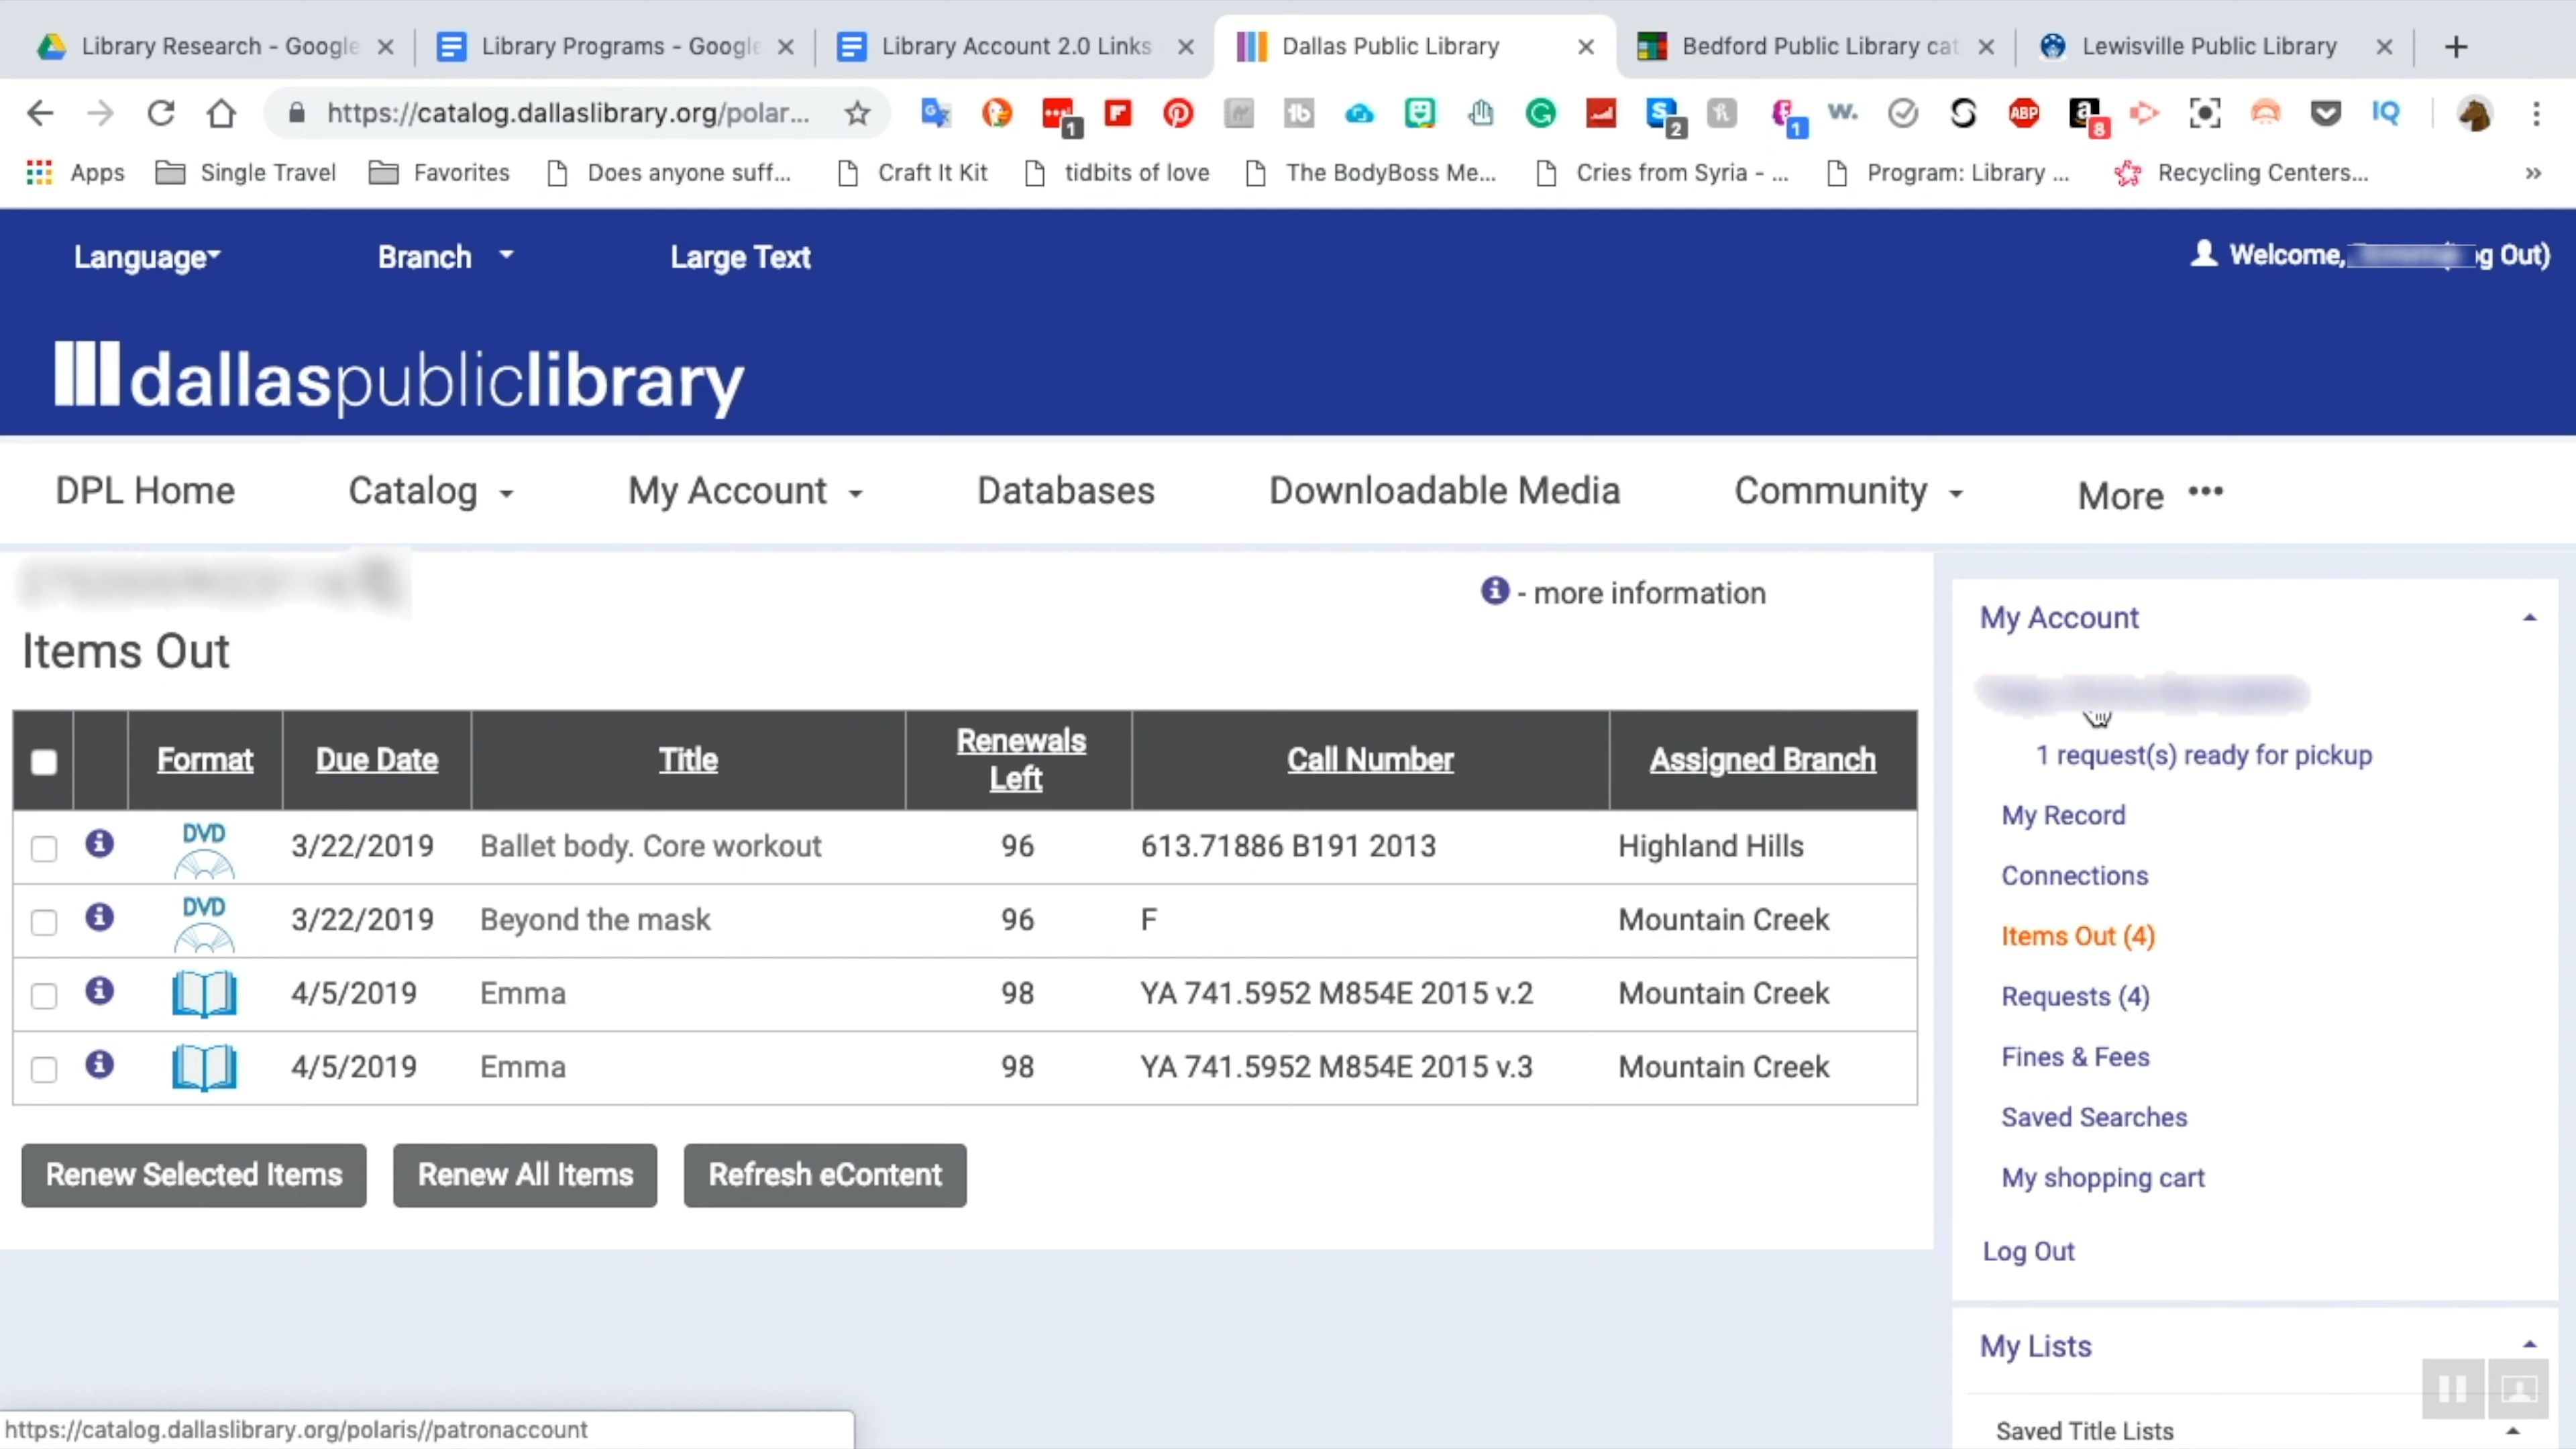 Library Research - Google
Library Programs - Google
Library Account 2.0 Links
Dallas Public Library
Bedford Public Library cat
Lewisville Public Library
https://catalog.dallaslibrary.org/polar...
1
2
1
w.
ABP
8
IQ
Apps
Single Travel
Favorites
Does anyone suff...
Craft It Kit
tidbits of love
The BodyBoss Me...
Cries from Syria - ...
Program: Library ...
Recycling Centers...
»
Language
Branch
Large Text
Welcome, g Out)
dallaspubliclibrary
DPL Home
Catalog
My Account
Databases
Downloadable Media
Community
More •••
i - more information
Items Out
Format Due Date Title Renewals Left Call Number Assigned Branch
DVD 3/22/2019 Ballet body. Core workout 96 613.71886 B191 2013 Highland Hills
DVD 3/22/2019 Beyond the mask 96 F Mountain Creek
4/5/2019 Emma 98 YA 741.5952 M854E 2015 v.2 Mountain Creek
4/5/2019 Emma 98 YA 741.5952 M854E 2015 v.3 Mountain Creek
Renew Selected Items
Renew All Items
Refresh eContent
My Account
1 request(s) ready for pickup
My Record
Connections
Items Out (4)
Requests (4)
Fines & Fees
Saved Searches
My shopping cart
Log Out
My Lists
Saved Title Lists
https://catalog.dallaslibrary.org/polaris//patronaccount